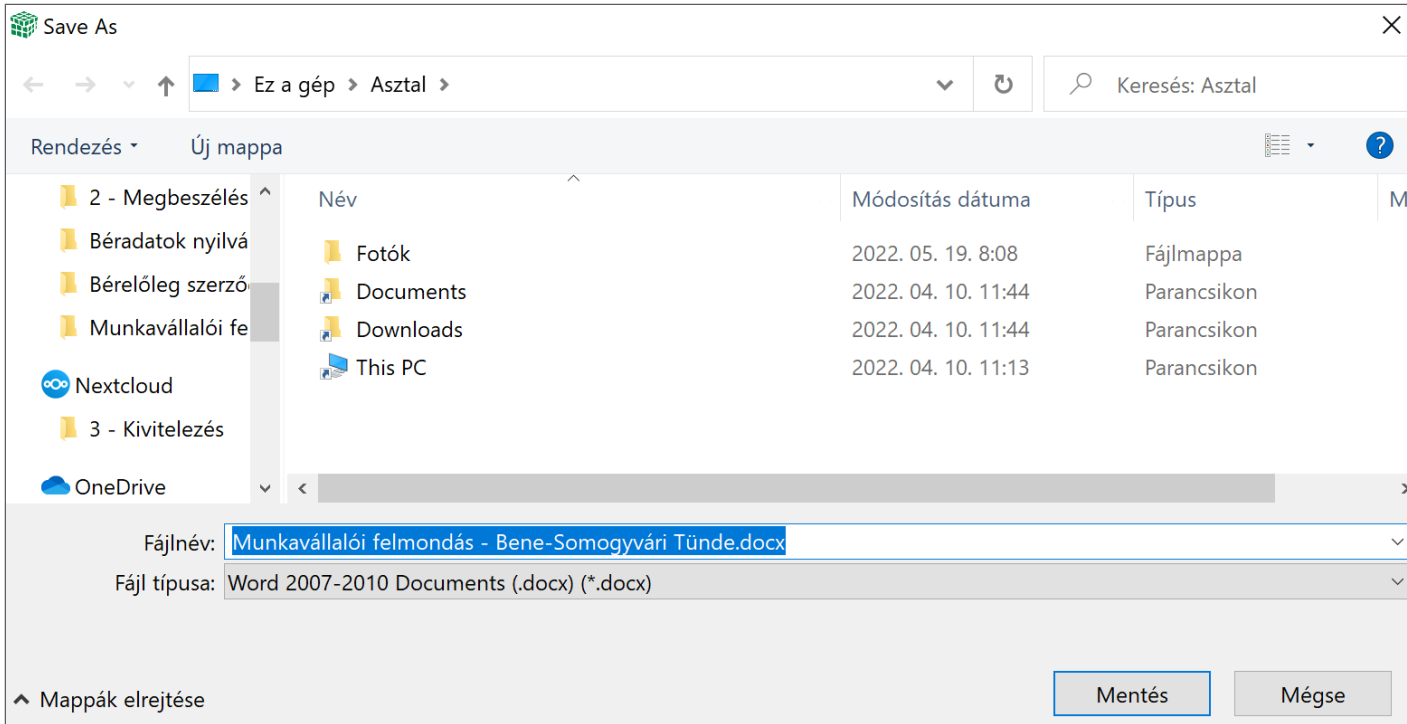 Save As
Ez a gép > Asztal >
Keresés: Asztal
Rendezés
Új mappa
?
2 - Megbeszélés
Béradatok nyilvá
Bérelőleg szerző
Munkavállalói fe
Nextcloud
3 - Kivitelezés
OneDrive
Név Módosítás dátuma Típus M
Fotók 2022. 05. 19. 8:08 Fájlmappa
Documents 2022. 04. 10. 11:44 Parancsikon
Downloads 2022. 04. 10. 11:44 Parancsikon
This PC 2022. 04. 10. 11:13 Parancsikon
Fájlnév: Munkavállalói felmondás - Bene-Somogyvári Tünde.docx
Fájl típusa: Word 2007-2010 Documents (.docx) (*.docx)
Mappák elrejtése
Mentés
Mégse